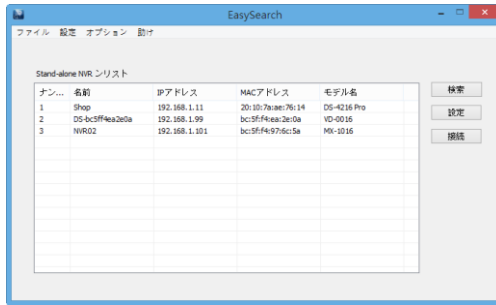 EasySearch
ファイル 設定 オプション 助け
Stand-alone NVR ンリスト
ナン... 名前 IPアドレス MACアドレス モデル名
1 Shop 192.168.1.11 20:10:7a:ae:76:14 DS-4216 Pro
2 DS-bc5ff4ea2e0a 192.168.1.99 bc:5f:f4:ea:2e:0a VD-0016
3 NVR02 192.168.1.101 bc:5f:f4:97:6c:5a MX-1016
検索
設定
接続